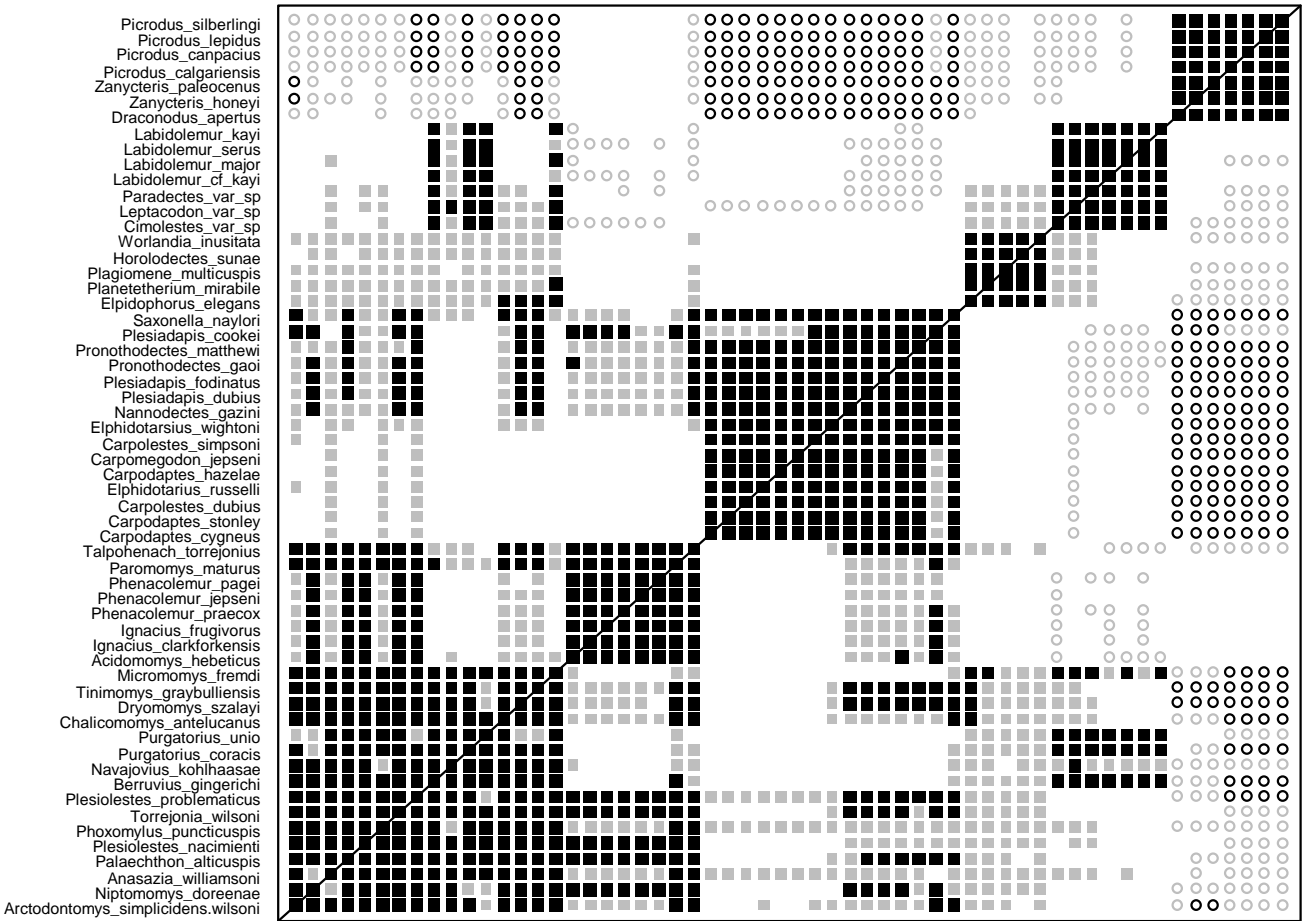 Picrodus_silberlingi
Picrodus_lepidus
Picrodus_canpacius
Picrodus_calgariensis
Zanycteris_paleocenus
Zanycteris_honeyi
Draconodus_apertus
Labidolemur_kayi
Labidolemur_serus
Labidolemur_major
Labidolemur_cf_kayi
Paradectes_var_sp
Leptacodon_var_sp
Cimolestes_var_sp
Worlandia_inusitata
Horolodectes_sunae
Plagiomene_multicuspis
Planetetherium_mirabile
Elpidophorus_elegans
Saxonella_naylori
Plesiadapis_cookei
Pronothodectes_matthewi
Pronothodectes_gaoi
Plesiadapis_fodinatus
Plesiadapis_dubius
Nannodectes_gazini
Elphidotarsius_wightoni
Carpolestes_simpsoni
Carpomegodon_jepseni
Carpodaptes_hazelae
Elphidotarius_russelli
Carpolestes_dubius
Carpodaptes_stonley
Carpodaptes_cygneus
Talpohenach_torrejonius
Paromomys_maturus
Phenacolemur_pagei
Phenacolemur_jepseni
Phenacolemur_praecox
Ignacius_frugivorus
Ignacius_clarkforkensis
Acidomomys_hebeticus
Micromomys_fremdi
Tinimomys_graybulliensis
Dryomomys_szalayi
Chalicomomys_antelucanus
Purgatorius_unio
Purgatorius_coracis
Navajovius_kohlhaasae
Berruvius_gingerichi
Plesiolestes_problematicus
Torrejonia_wilsoni
Phoxomylus_puncticuspis
Plesiolestes_nacimienti
Palaechthon_alticuspis
Anasazia_williamsoni
Niptomomys_doreenae
Arctodontomys_simplicidens.wilsoni